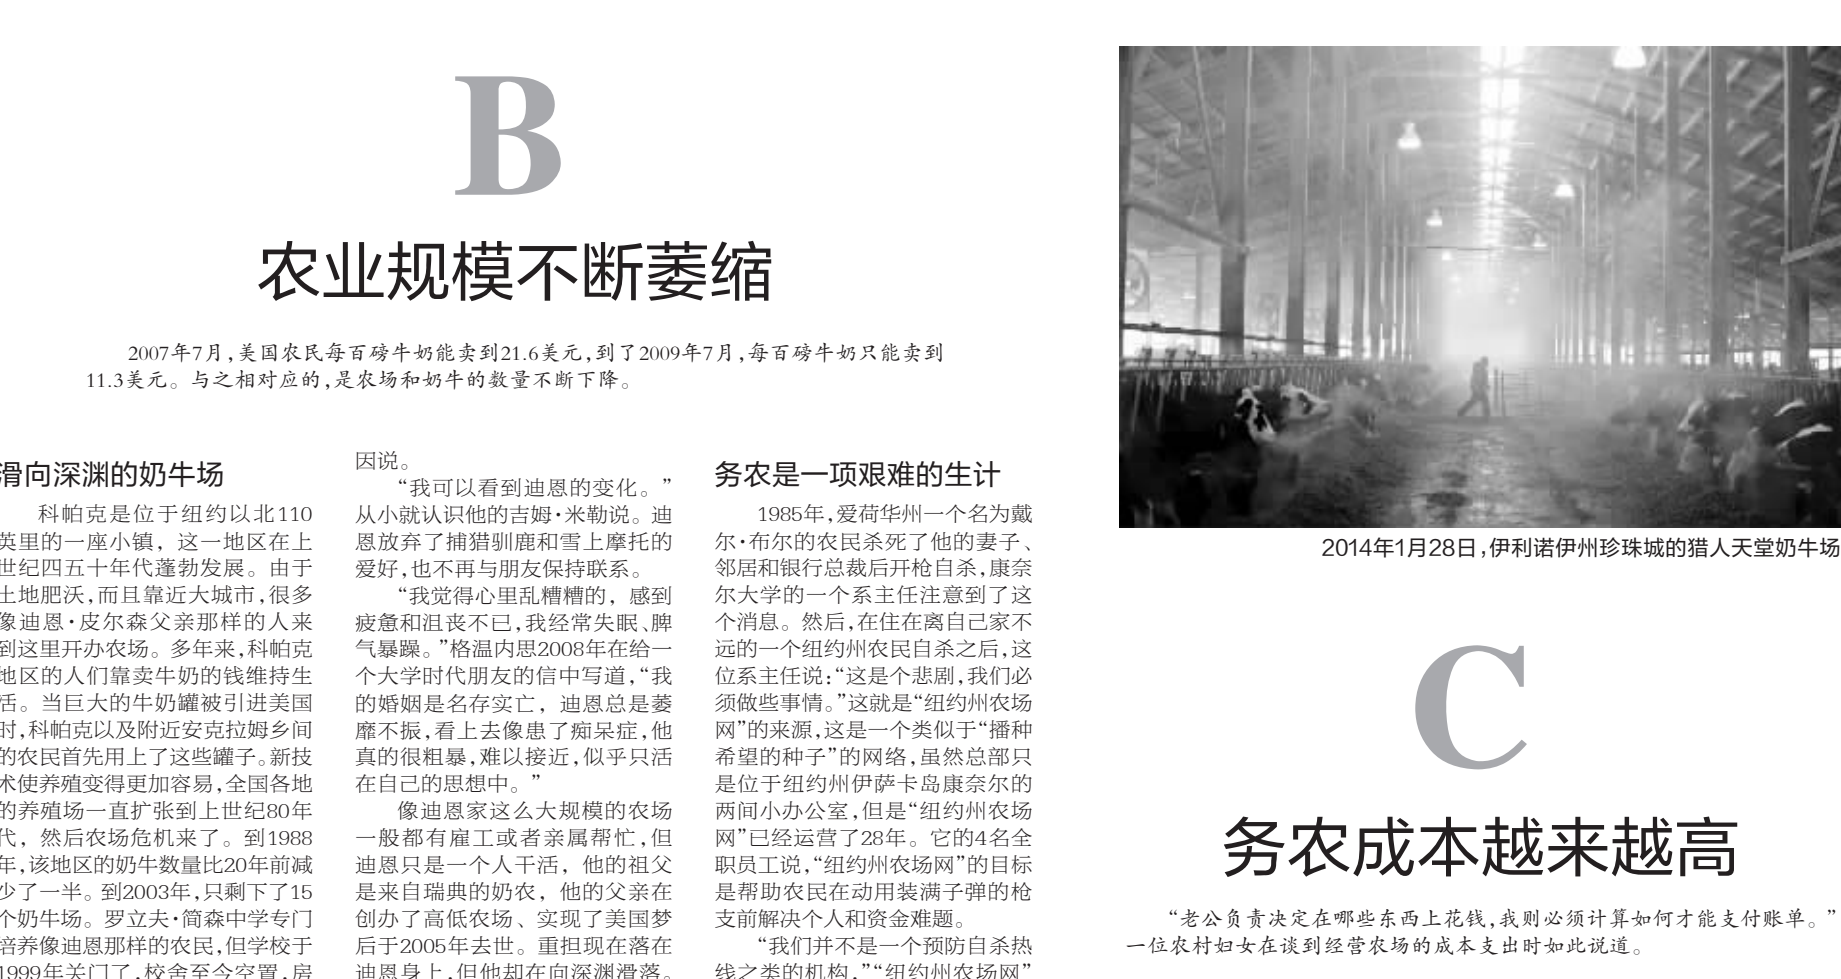 B
农业规模不断萎缩
2007年7月,美国农民每百磅牛奶能卖到21.6美元,到了2009年7月,每百磅牛奶只能卖到
11.3美元。与之相对应的,是农场和奶牛的数量不断下降。
滑向深渊的奶牛场
科帕克是位于纽约以北110
英里的一座小镇，这一地区在上
世纪四五十年代蓬勃发展。由于
土地肥沃,而且靠近大城市,很多
像迪恩·皮尔森父亲那样的人来
到这里开办农场。多年来,科帕克
地区的人们靠卖牛奶的钱维持生
活。当巨大的牛奶罐被引进美国
时,科帕克以及附近安克拉姆乡间
的农民首先用上了这些罐子。新技
术使养殖变得更加容易,全国各地
的养殖场一直扩张到上世纪80年
代，然后农场危机来了。到1988
年,该地区的奶牛数量比20年前减
少了一半。到2003年,只剩下了15
个奶牛场。罗立夫·简森中学专门
培养像迪恩那样的农民,但学校于
1999年关门了,校舍至今空置,房
因说。
“我可以看到迪恩的变化。”
从小就认识他的吉姆·米勒说。迪
恩放弃了捕猎驯鹿和雪上摩托的
爱好,也不再与朋友保持联系。
“我觉得心里乱糟糟的，感到
疲惫和沮丧不已,我经常失眠、脾
气暴躁。”格温内思2008年在给一
个大学时代朋友的信中写道,“我
的婚姻是名存实亡，迪恩总是萎
靡不振,看上去像患了痴呆症,他
真的很粗暴,难以接近,似乎只活
在自己的思想中。”
像迪恩家这么大规模的农场
一般都有雇工或者亲属帮忙,但
迪恩只是一个人干活，他的祖父
是来自瑞典的奶农，他的父亲在
创办了高低农场、实现了美国梦
后于2005年去世。重担现在落在
迪恩身上,但他却在向深渊滑落。
务农是一项艰难的生计
1985年,爱荷华州一个名为戴
尔·布尔的农民杀死了他的妻子、
邻居和银行总裁后开枪自杀,康奈
尔大学的一个系主任注意到了这
个消息。然后,在住在离自己家不
远的一个纽约州农民自杀之后,这
位系主任说:“这是个悲剧,我们必
须做些事情。”这就是“纽约州农场
网”的来源,这是一个类似于“播种
希望的种子”的网络,虽然总部只
是位于纽约州伊萨卡岛康奈尔的
两间小办公室,但是“纽约州农场
网”已经运营了28年。它的4名全
职员工说,“纽约州农场网”的目标
是帮助农民在动用装满子弹的枪
支前解决个人和资金难题。
“我们并不是一个预防自杀热
线之类的机构,”“纽约州农场网”
2014年1月28日,伊利诺伊州珍珠城的猎人天堂奶牛场
C
务农成本越来越高
“老公负责决定在哪些东西上花钱,我则必须计算如何才能支付账单。”
一位农村妇女在谈到经营农场的成本支出时如此说道。